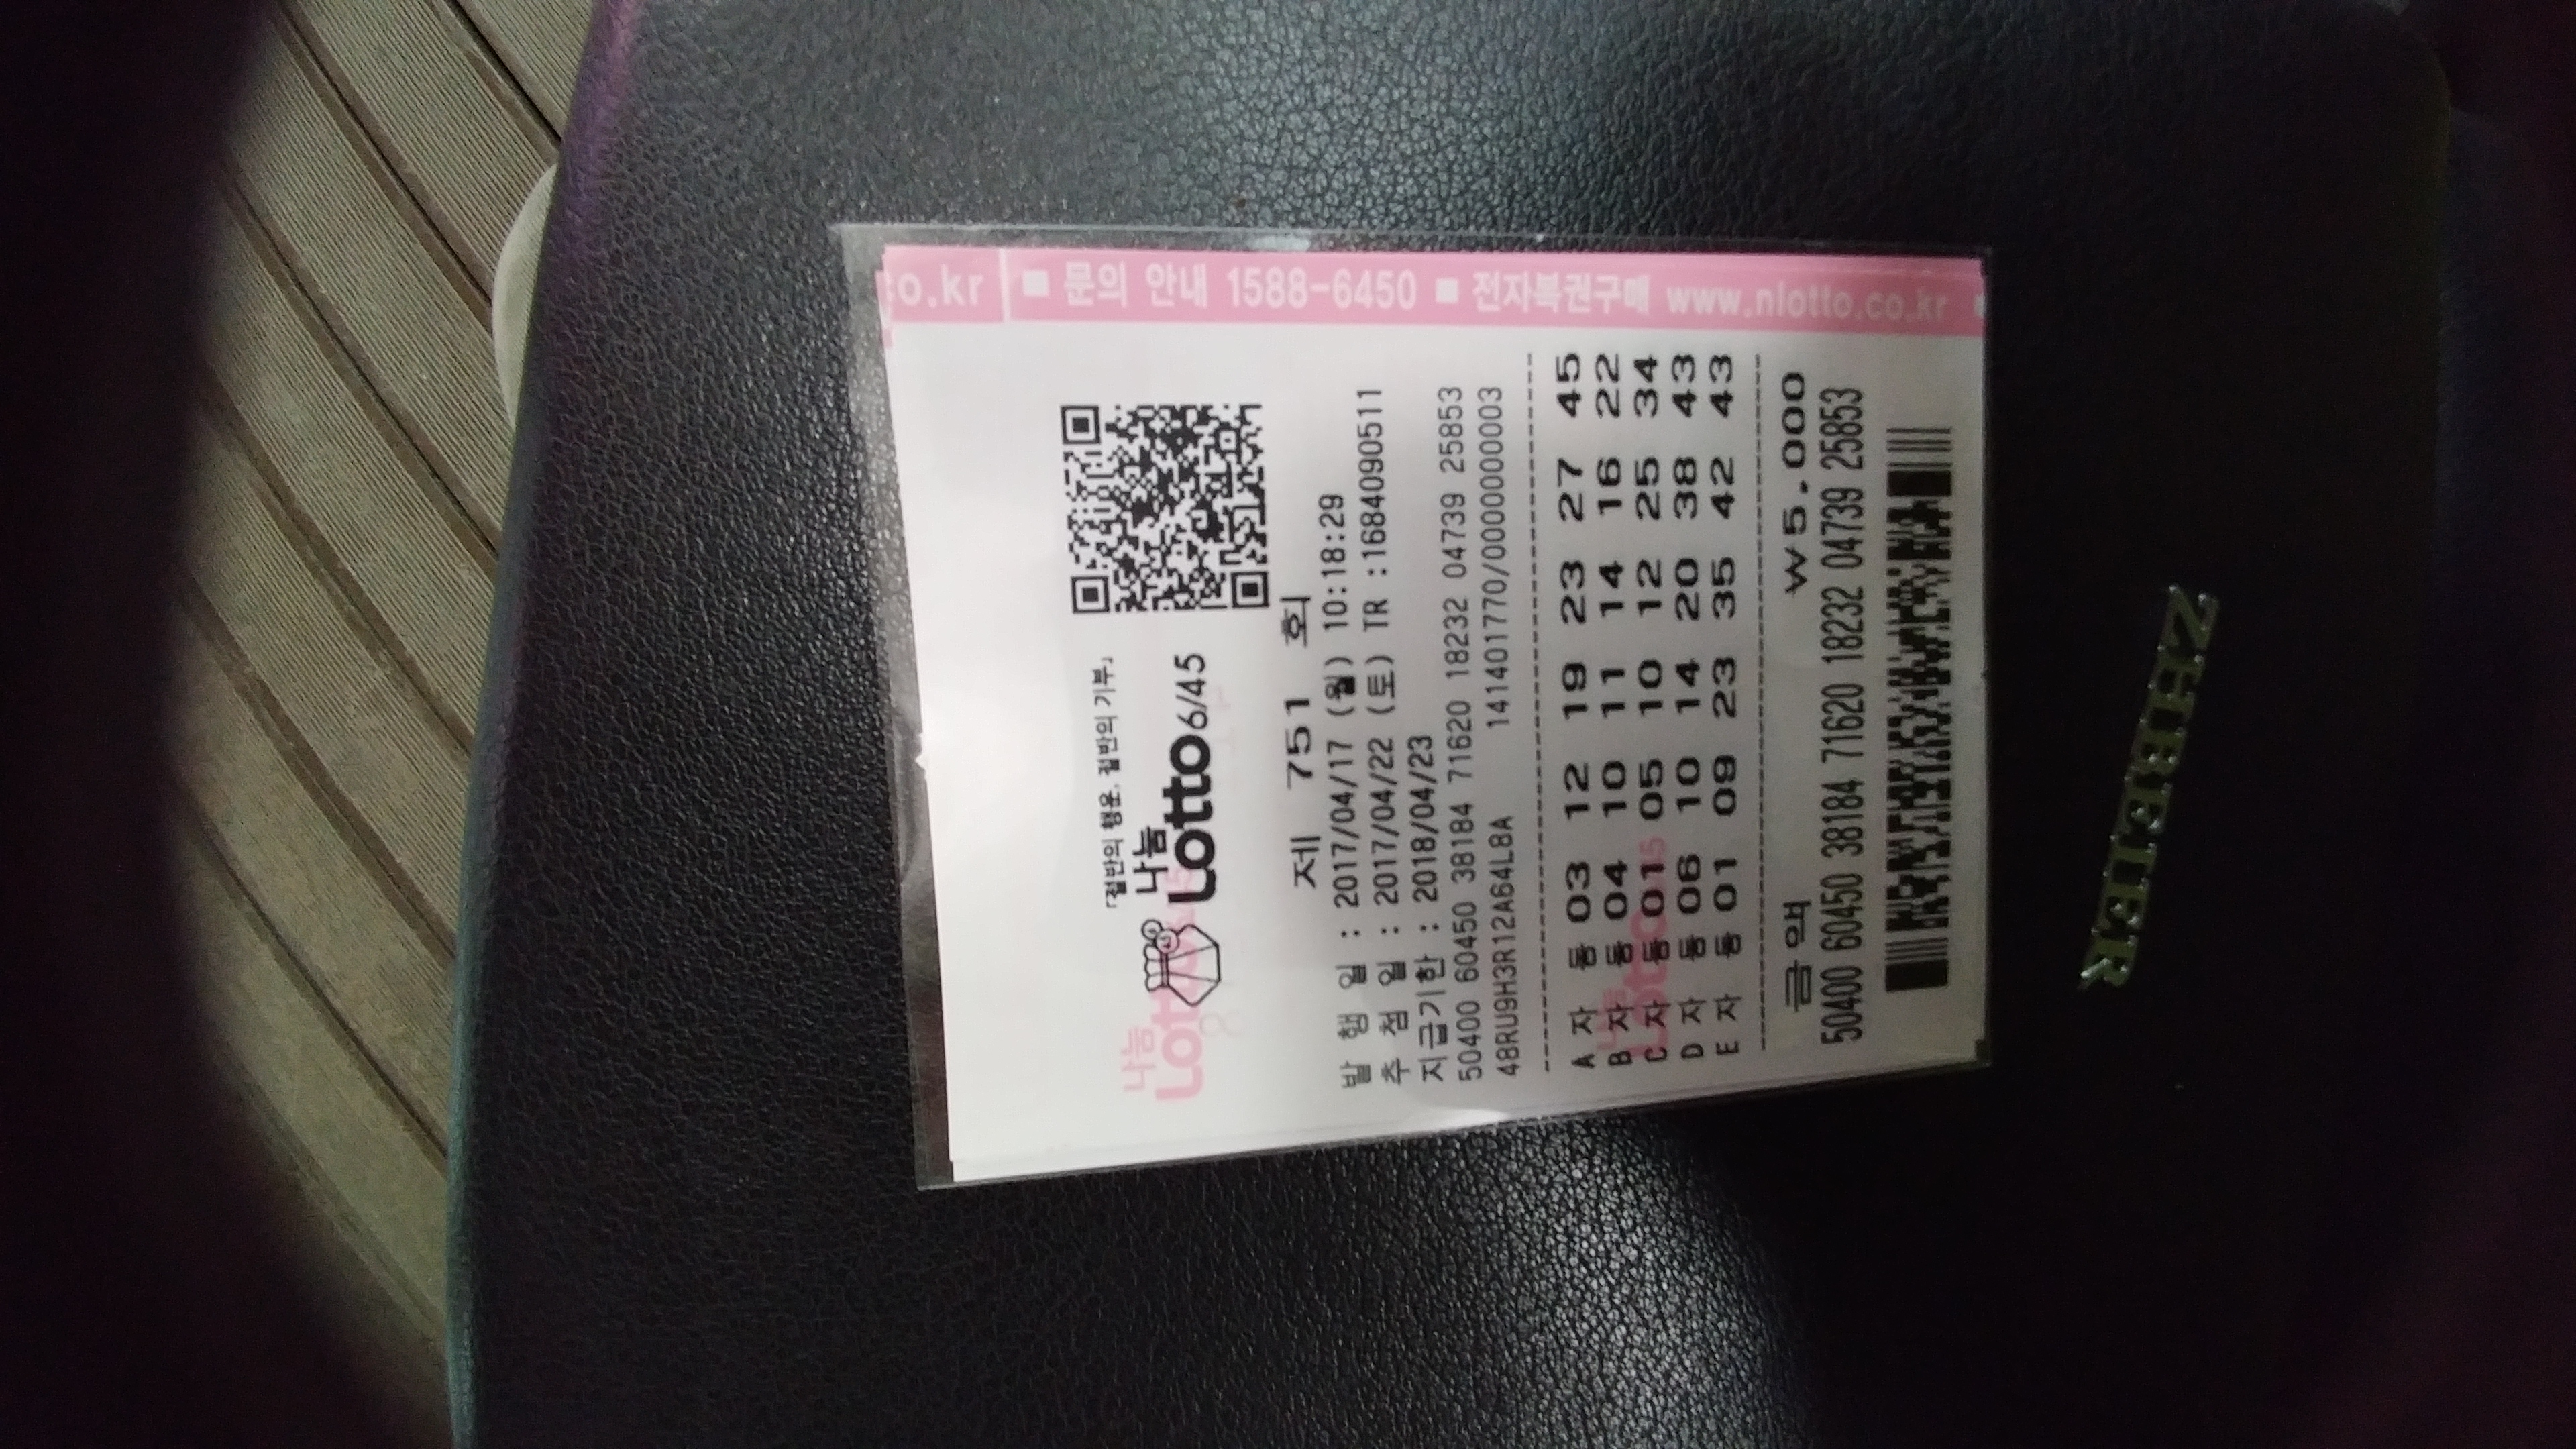 o.kr ■ 문의 안내 1588-6450 ■ 전자복권구매 www.nlotto.co.kr
「절반의 행운, 절반의 기부」
나눔
Lotto6/45
나눔
Lotto
제 751 회
발 행 일 : 2017/04/17 (월) 10:18:29
추 첨 일 : 2017/04/22 (토) TR :16840090511
지급기한 : 2018/04/23
50400 60450 38184 71620 18232 04739 25853
48RU9H3R12A64L8A 141401770/0000000003
A 자 동 03 12 19 23 27 45
B 자 동 04 10 11 14 16 22
C 자 동 01 05 10 12 25 34
D 자 동 06 10 14 20 38 43
E 자 동 01 09 23 35 42 43
금액 ₩5,000
50400 60450 38184 71620 18232 04739 25853